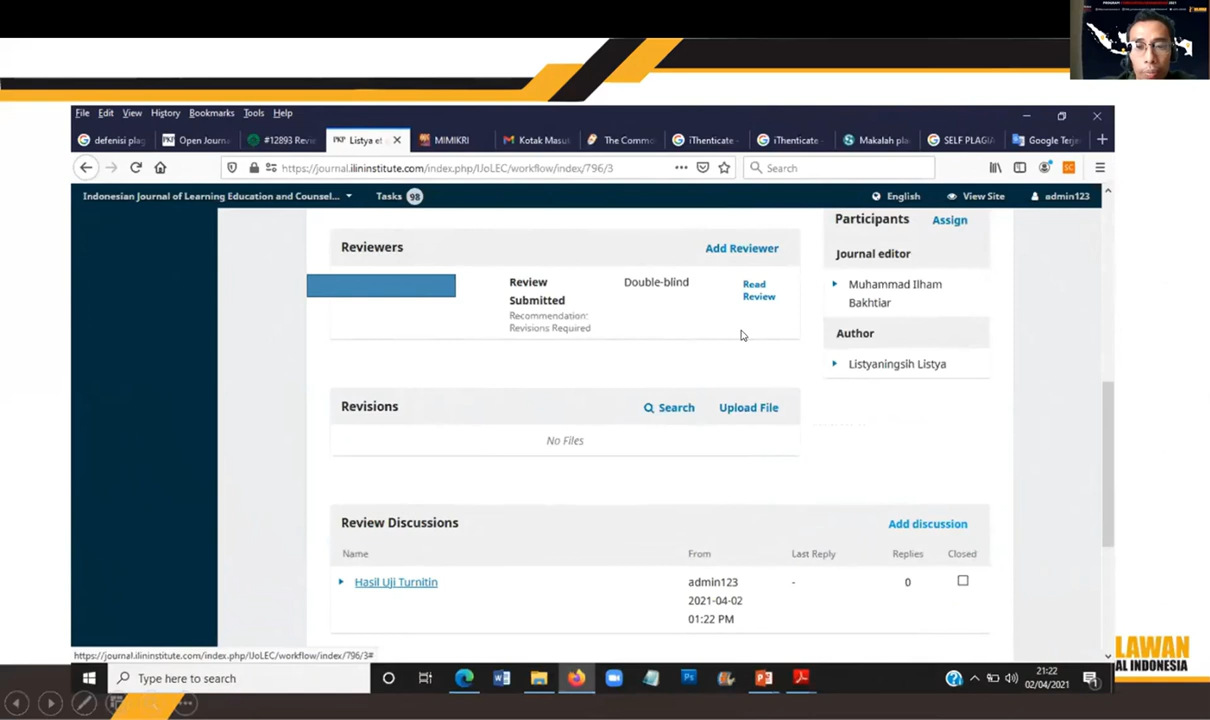 File Edit View History Bookmarks Tools Help
defenisi plag
Open Journ
#12893 Revie
PKP Listya et
MIMIKRI
Kotak Masu
The Commo
iThenticate
iThenticate
Makalah pla
SELF PLAGIA
Google Terje
https://journal.ilininstitute.com/index.php/IJoLEC/workflow/index/796/3
Search
Indonesian Journal of Learning Education and Counsel... Tasks 98
English View Site admin123
Participants Assign
Reviewers Add Reviewer
Journal editor
Review Submitted
Double-blind
Read Review
Recommendation:
Revisions Required
Muhammad Ilham
Bakhtiar
Author
Listyaningsih Listya
Revisions Search Upload File
No Files
Review Discussions Add discussion
Name From Last Reply Replies Closed
Hasil Uji Turnitin admin123 - 0
2021-04-02
01:22 PM
https://journal.ilininstitute.com/index.php/IJoLEC/workflow/index/796/3#
LAWAN
AL INDONESIA
Type here to search
21:22
02/04/2021